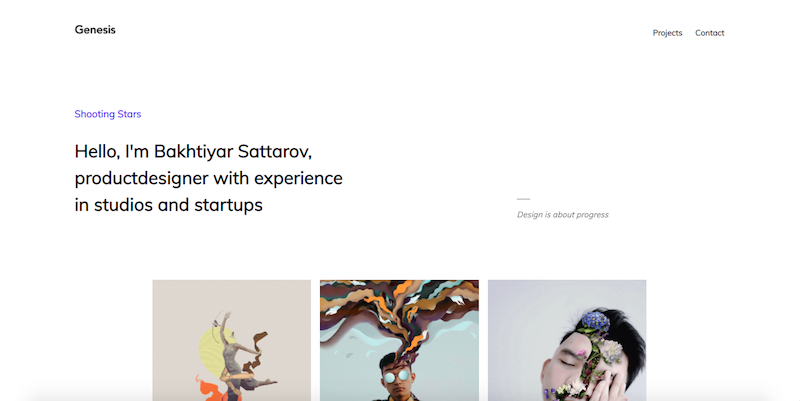 Genesis
Projects Contact
Shooting Stars
Hello, I'm Bakhtiyar Sattarov,
productdesigner with experience
in studios and startups
Design is about progress